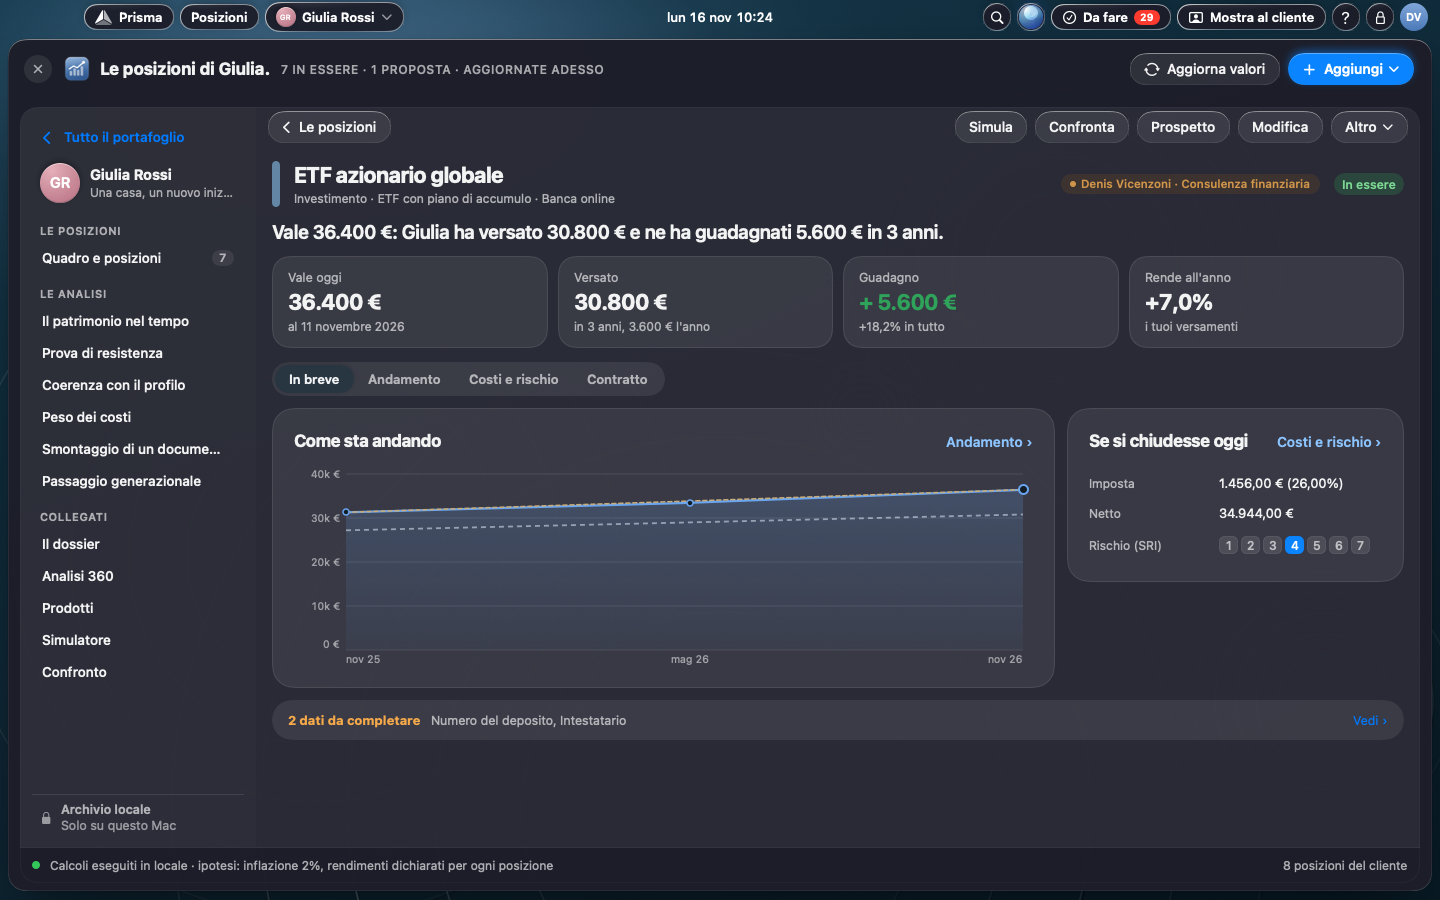 Prisma
Posizioni
GR Giulia Rossi
lun 16 nov 10:24
Da fare 29
Mostra al cliente
?
DV
Le posizioni di Giulia. 7 IN ESSERE · 1 PROPOSTA · AGGIORNATE ADESSO
Aggiorna valori
+ Aggiungi
Tutto il portafoglio
GR
Giulia Rossi
Una casa, un nuovo iniz...
LE POSIZIONI
Quadro e posizioni 7
LE ANALISI
Il patrimonio nel tempo
Prova di resistenza
Coerenza con il profilo
Peso dei costi
Smontaggio di un docume...
Passaggio generazionale
COLLEGATI
Il dossier
Analisi 360
Prodotti
Simulatore
Confronto
Archivio locale
Solo su questo Mac
Le posizioni
Simula
Confronta
Prospetto
Modifica
Altro
ETF azionario globale
Investimento · ETF con piano di accumulo · Banca online
Denis Vicenzoni · Consulenza finanziaria
In essere
Vale 36.400 €: Giulia ha versato 30.800 € e ne ha guadagnati 5.600 € in 3 anni.
Vale oggi
36.400 €
al 11 novembre 2026
Versato
30.800 €
in 3 anni, 3.600 € l'anno
Guadagno
+5.600 €
+18,2% in tutto
Rende all'anno
+7,0%
i tuoi versamenti
In breve
Andamento
Costi e rischio
Contratto
Come sta andando
Andamento ›
40k €
30k €
20k €
10k €
0 €
nov 25
mag 26
nov 26
Se si chiudesse oggi
Costi e rischio ›
Imposta 1.456,00 € (26,00%)
Netto 34.944,00 €
Rischio (SRI) 1 2 3 4 5 6 7
2 dati da completare Numero del deposito, Intestatario
Vedi ›
Calcoli eseguiti in locale · ipotesi: inflazione 2%, rendimenti dichiarati per ogni posizione
8 posizioni del cliente